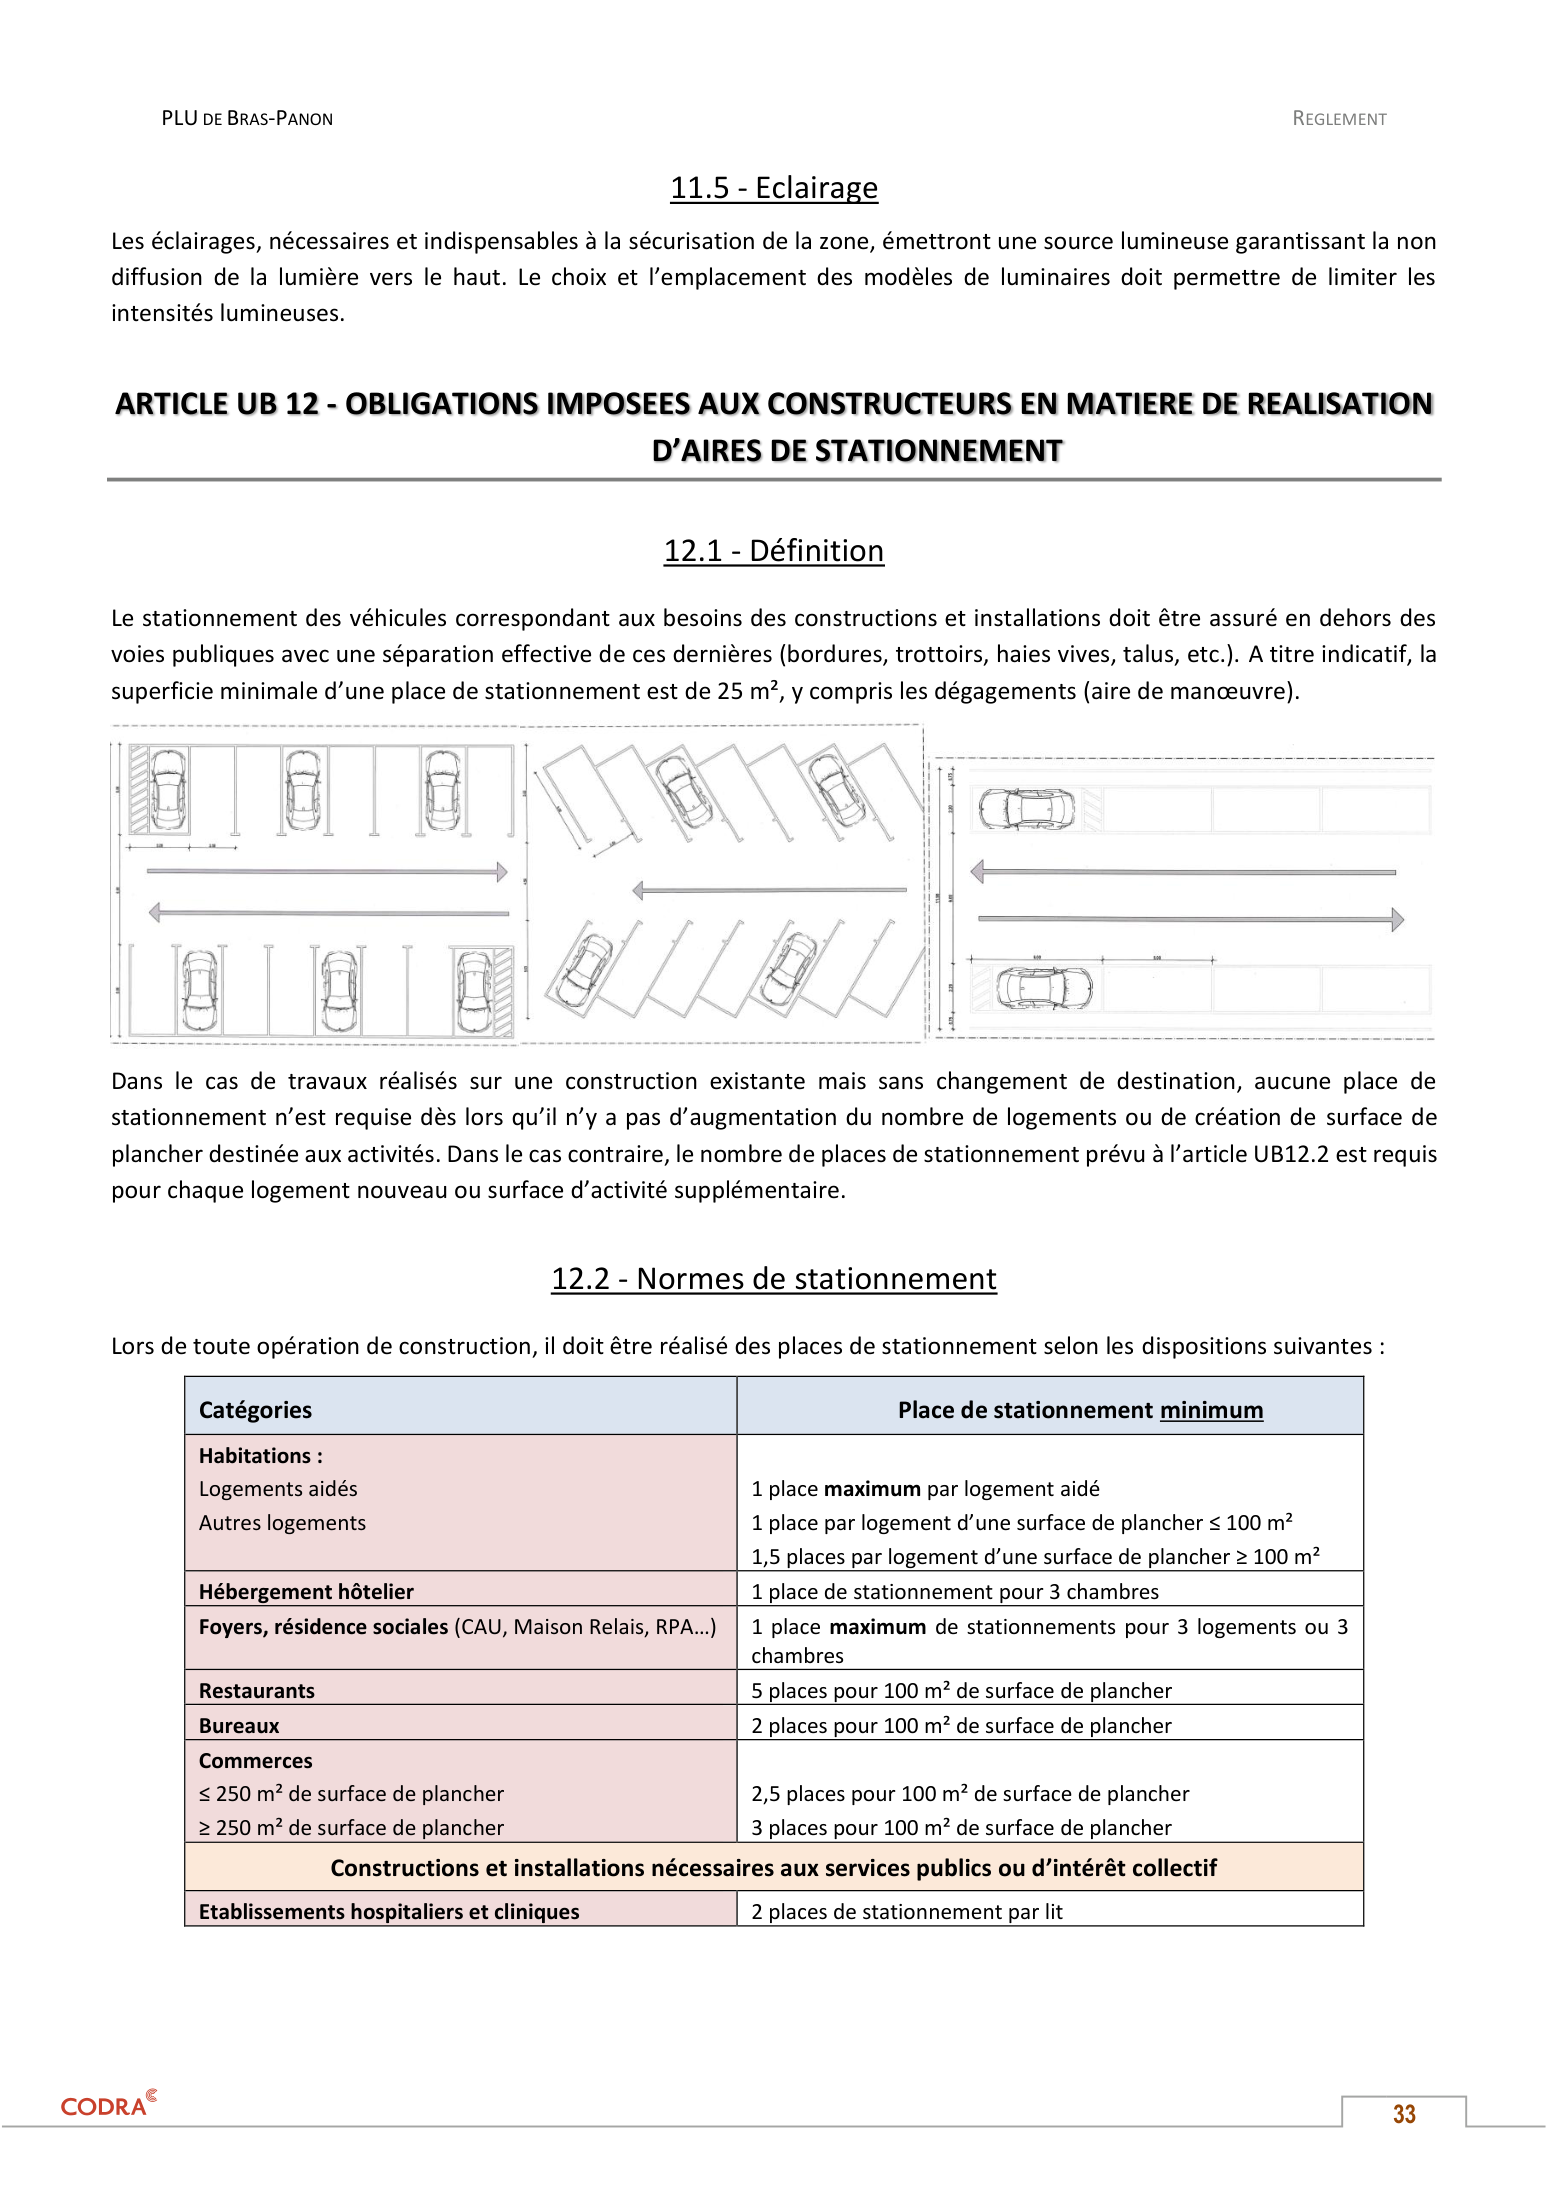 PLU DE BRAS-PANON
REGLEMENT
11.5 - Eclairage
Les éclairages, nécessaires et indispensables à la sécurisation de la zone, émettront une source lumineuse garantissant la non
diffusion de la lumière vers le haut. Le choix et l’emplacement des modèles de luminaires doit permettre de limiter les
intensités lumineuses.
ARTICLE UB 12 - OBLIGATIONS IMPOSEES AUX CONSTRUCTEURS EN MATIERE DE REALISATION
D’AIRES DE STATIONNEMENT
12.1 - Définition
Le stationnement des véhicules correspondant aux besoins des constructions et installations doit être assuré en dehors des
voies publiques avec une séparation effective de ces dernières (bordures, trottoirs, haies vives, talus, etc.). A titre indicatif, la
superficie minimale d’une place de stationnement est de 25 m², y compris les dégagements (aire de manœuvre).
Dans le cas de travaux réalisés sur une construction existante mais sans changement de destination, aucune place de
stationnement n’est requise dès lors qu’il n’y a pas d’augmentation du nombre de logements ou de création de surface de
plancher destinée aux activités. Dans le cas contraire, le nombre de places de stationnement prévu à l’article UB12.2 est requis
pour chaque logement nouveau ou surface d’activité supplémentaire.
12.2 - Normes de stationnement
Lors de toute opération de construction, il doit être réalisé des places de stationnement selon les dispositions suivantes :
Catégories
Place de stationnement minimum
Habitations :
Logements aidés
1 place maximum par logement aidé
Autres logements
1 place par logement d’une surface de plancher ≤ 100 m²
1,5 places par logement d’une surface de plancher ≥ 100 m²
Hébergement hôtelier
1 place de stationnement pour 3 chambres
Foyers, résidence sociales (CAU, Maison Relais, RPA…)
1 place maximum de stationnements pour 3 logements ou 3
chambres
Restaurants
5 places pour 100 m² de surface de plancher
Bureaux
2 places pour 100 m² de surface de plancher
Commerces
≤ 250 m² de surface de plancher
2,5 places pour 100 m² de surface de plancher
≥ 250 m² de surface de plancher
3 places pour 100 m² de surface de plancher
Constructions et installations nécessaires aux services publics ou d’intérêt collectif
Etablissements hospitaliers et cliniques
2 places de stationnement par lit
CODRA
33